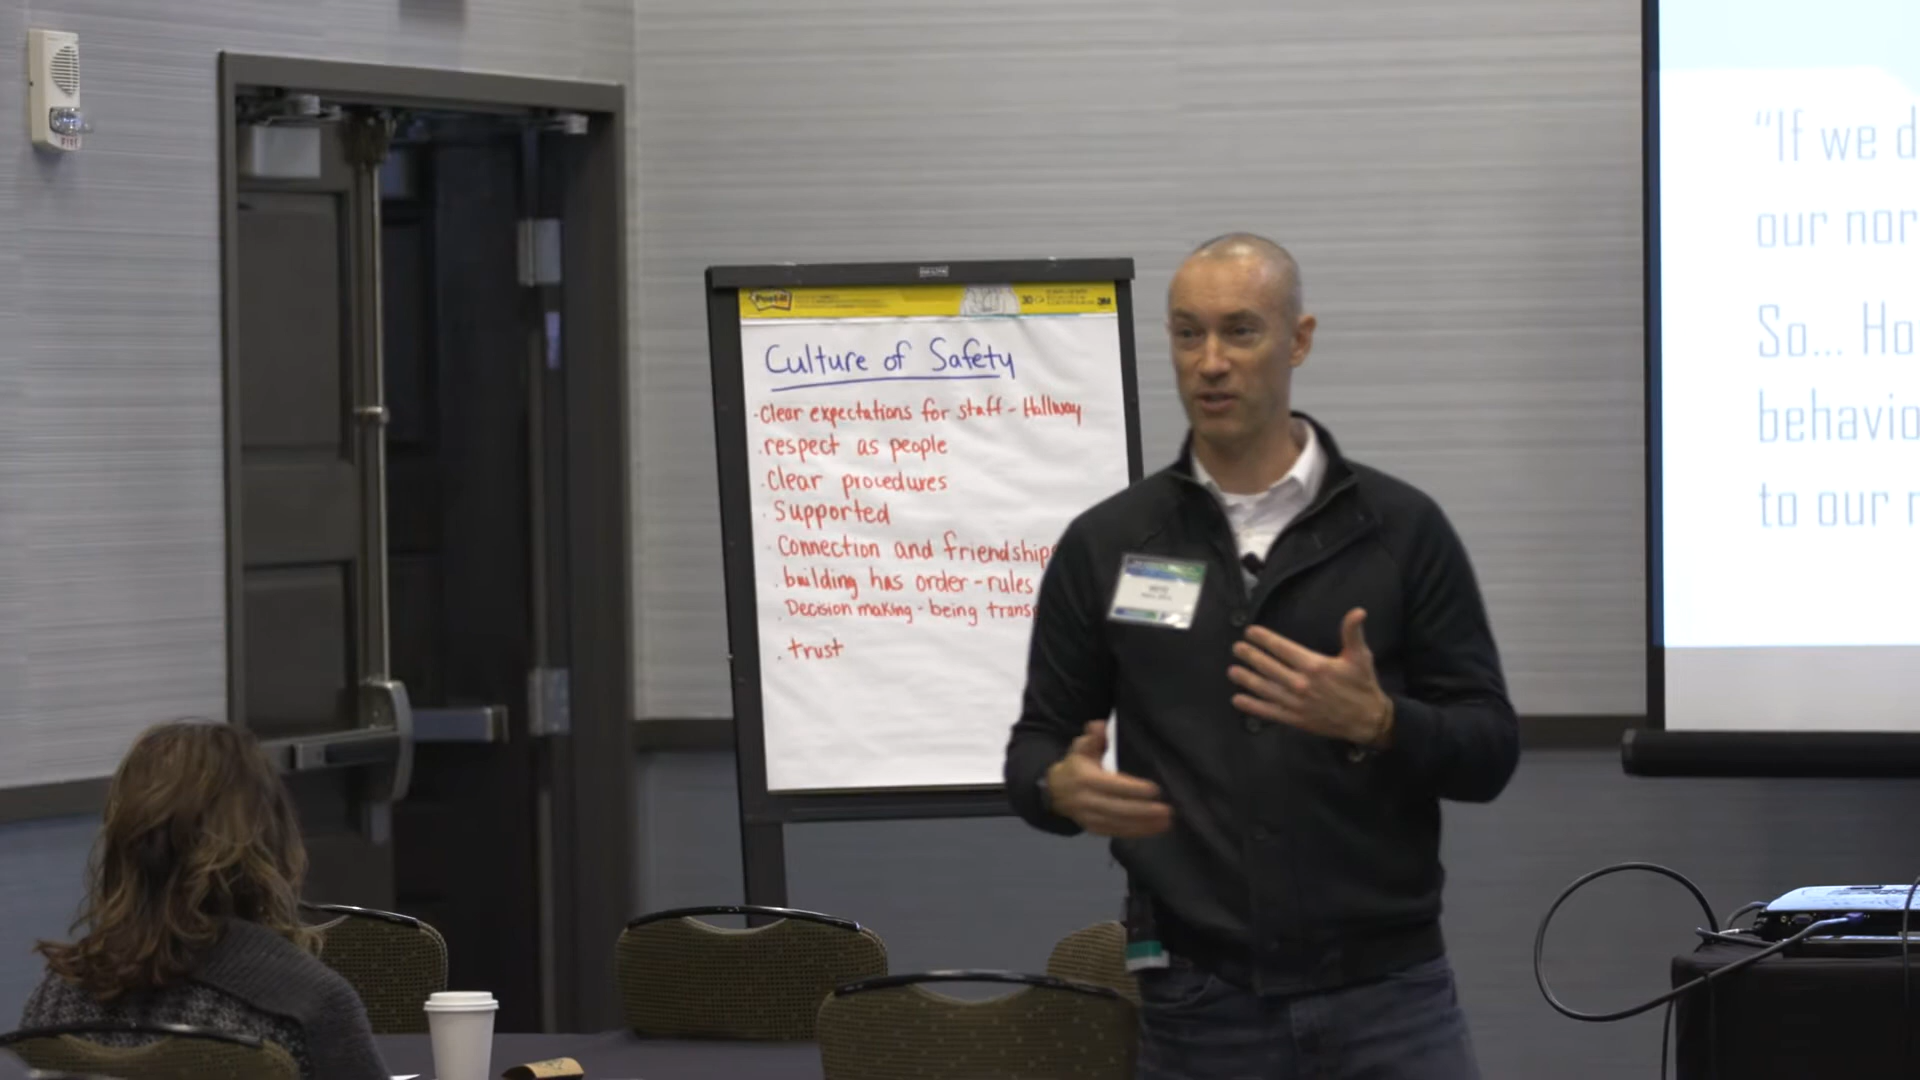 FIRE
Post-it
30
3M
Culture of Safety
·Clear expectations for staff - Hallway
·respect as people
·Clear procedures
·Supported
·Connection and friendship
·building has order - rules
·Decision making - being trans
·trust
“If we d
our nor
So... Ho
behavio
to our r